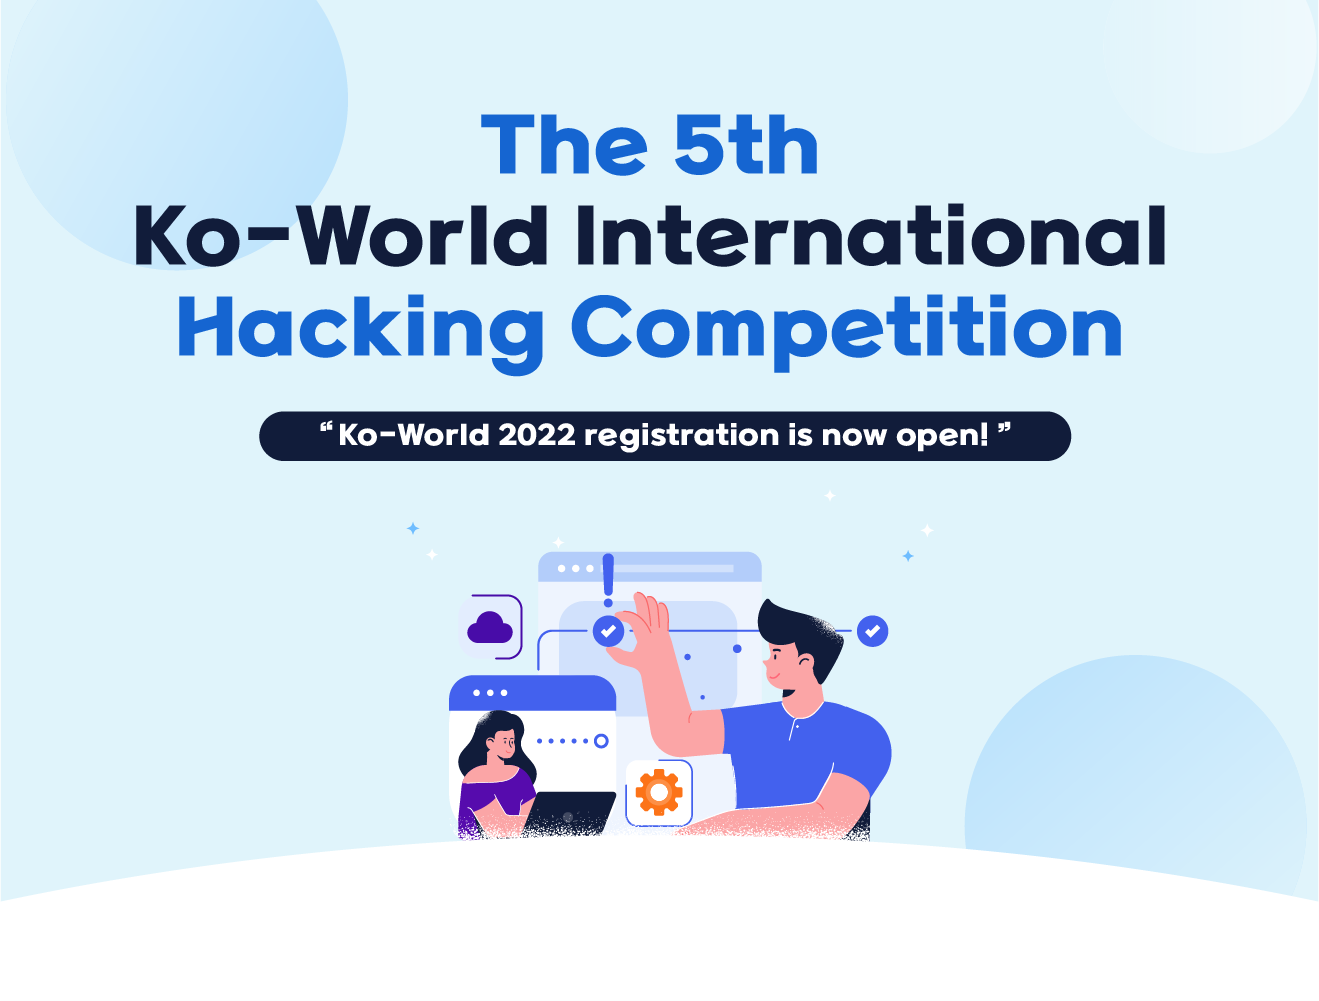 The 5th
Ko-World International
Hacking Competition
“ Ko-World 2022 registration is now open! ”